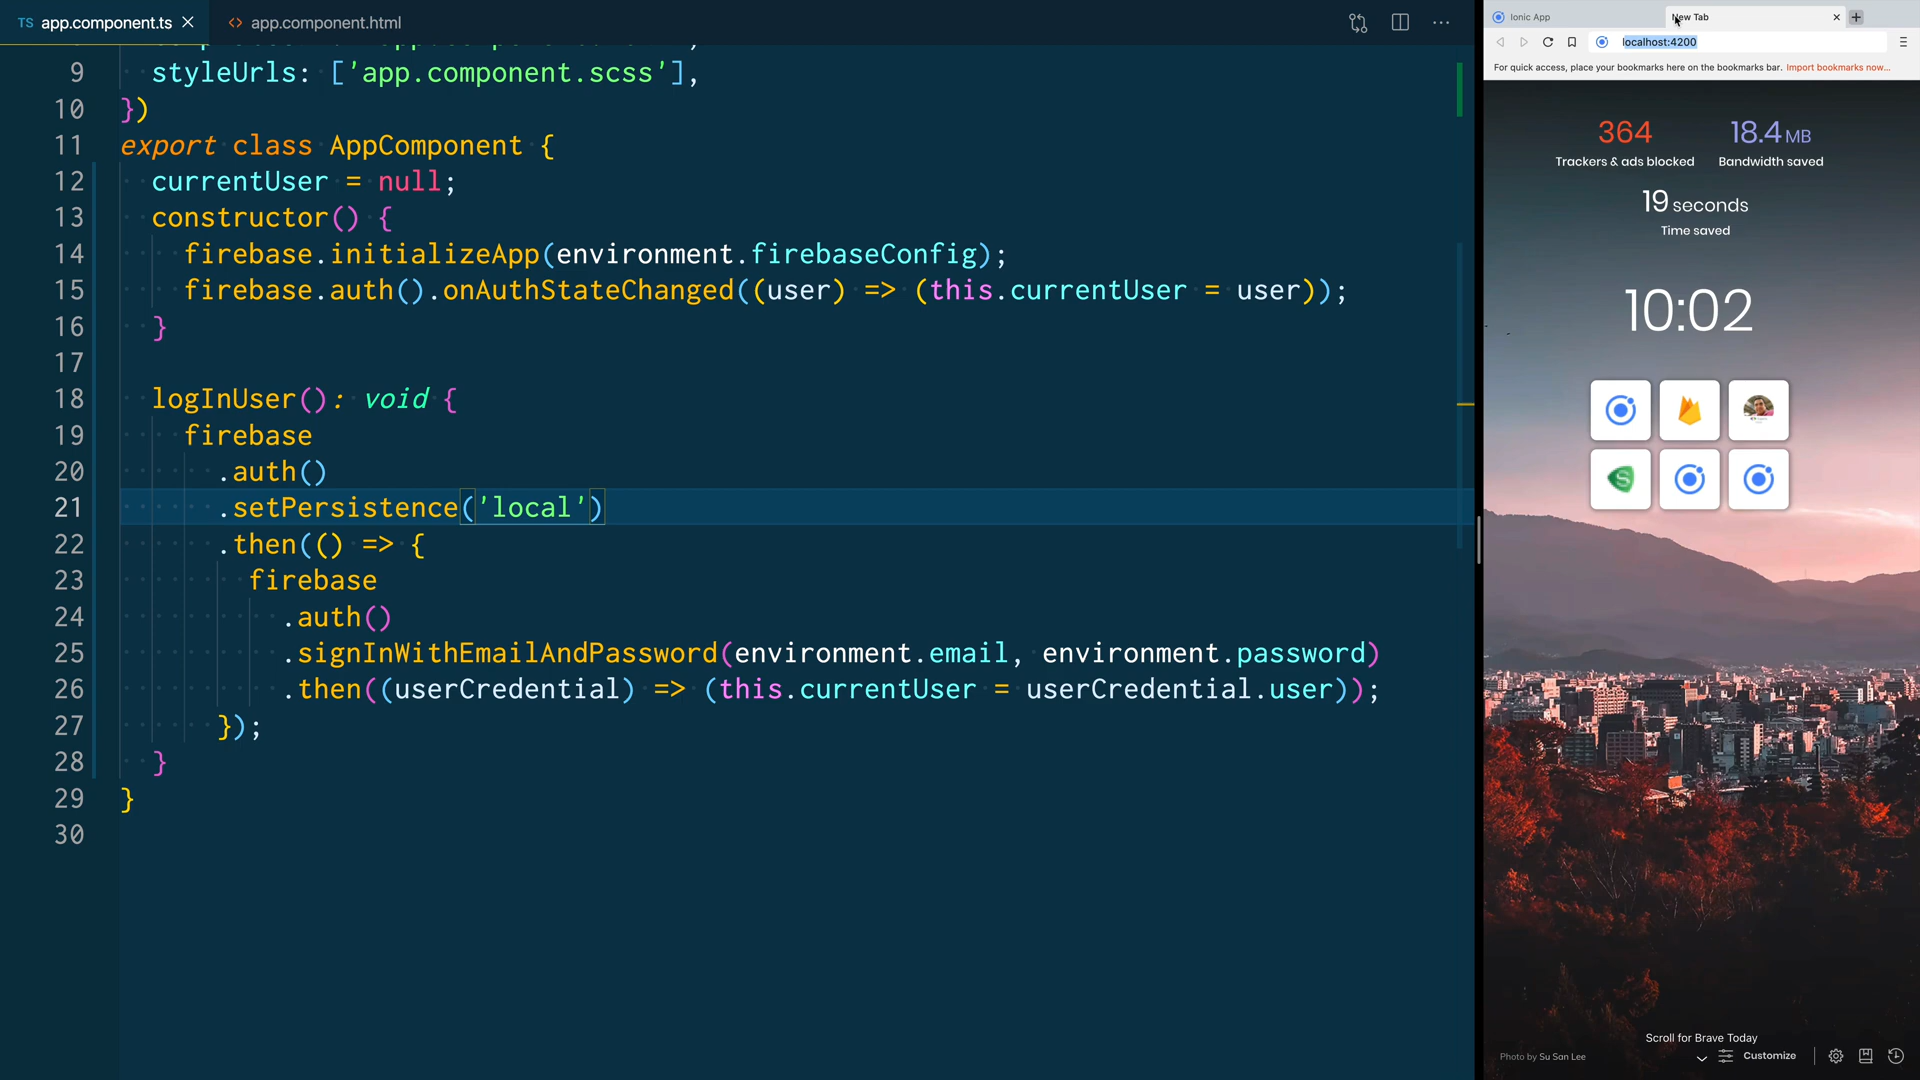 TS app.component.ts
<> app.component.html
9 styleUrls: ['app.component.scss'],
10 })
11 export class AppComponent {
12 currentUser = null;
13 constructor() {
14 firebase.initializeApp(environment.firebaseConfig);
15 firebase.auth().onAuthStateChanged((user) => (this.currentUser = user));
16 }
17
18 logInUser(): void {
19 firebase
20 .auth()
21 .setPersistence('local')
22 .then(() => {
23 firebase
24 .auth()
25 .signInWithEmailAndPassword(environment.email, environment.password)
26 .then((userCredential) => (this.currentUser = userCredential.user));
27 });
28 }
29 }
30
Ionic App
New Tab
localhost:4200
For quick access, place your bookmarks here on the bookmarks bar. Import bookmarks now...
364
Trackers & ads blocked
18.4 MB
Bandwidth saved
19 seconds
Time saved
10:02
Scroll for Brave Today
Photo by Su San Lee
Customize